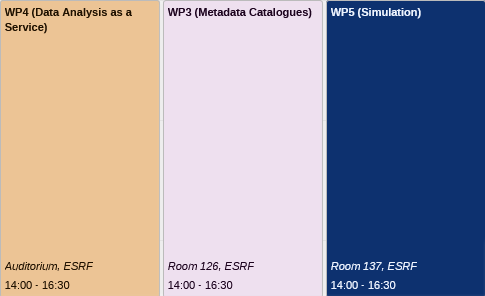 WP4 (Data Analysis as a
Service)
Auditorium, ESRF
14:00 - 16:30
WP3 (Metadata Catalogues)
Room 126, ESRF
14:00 - 16:30
WP5 (Simulation)
Room 137, ESRF
14:00 - 16:30